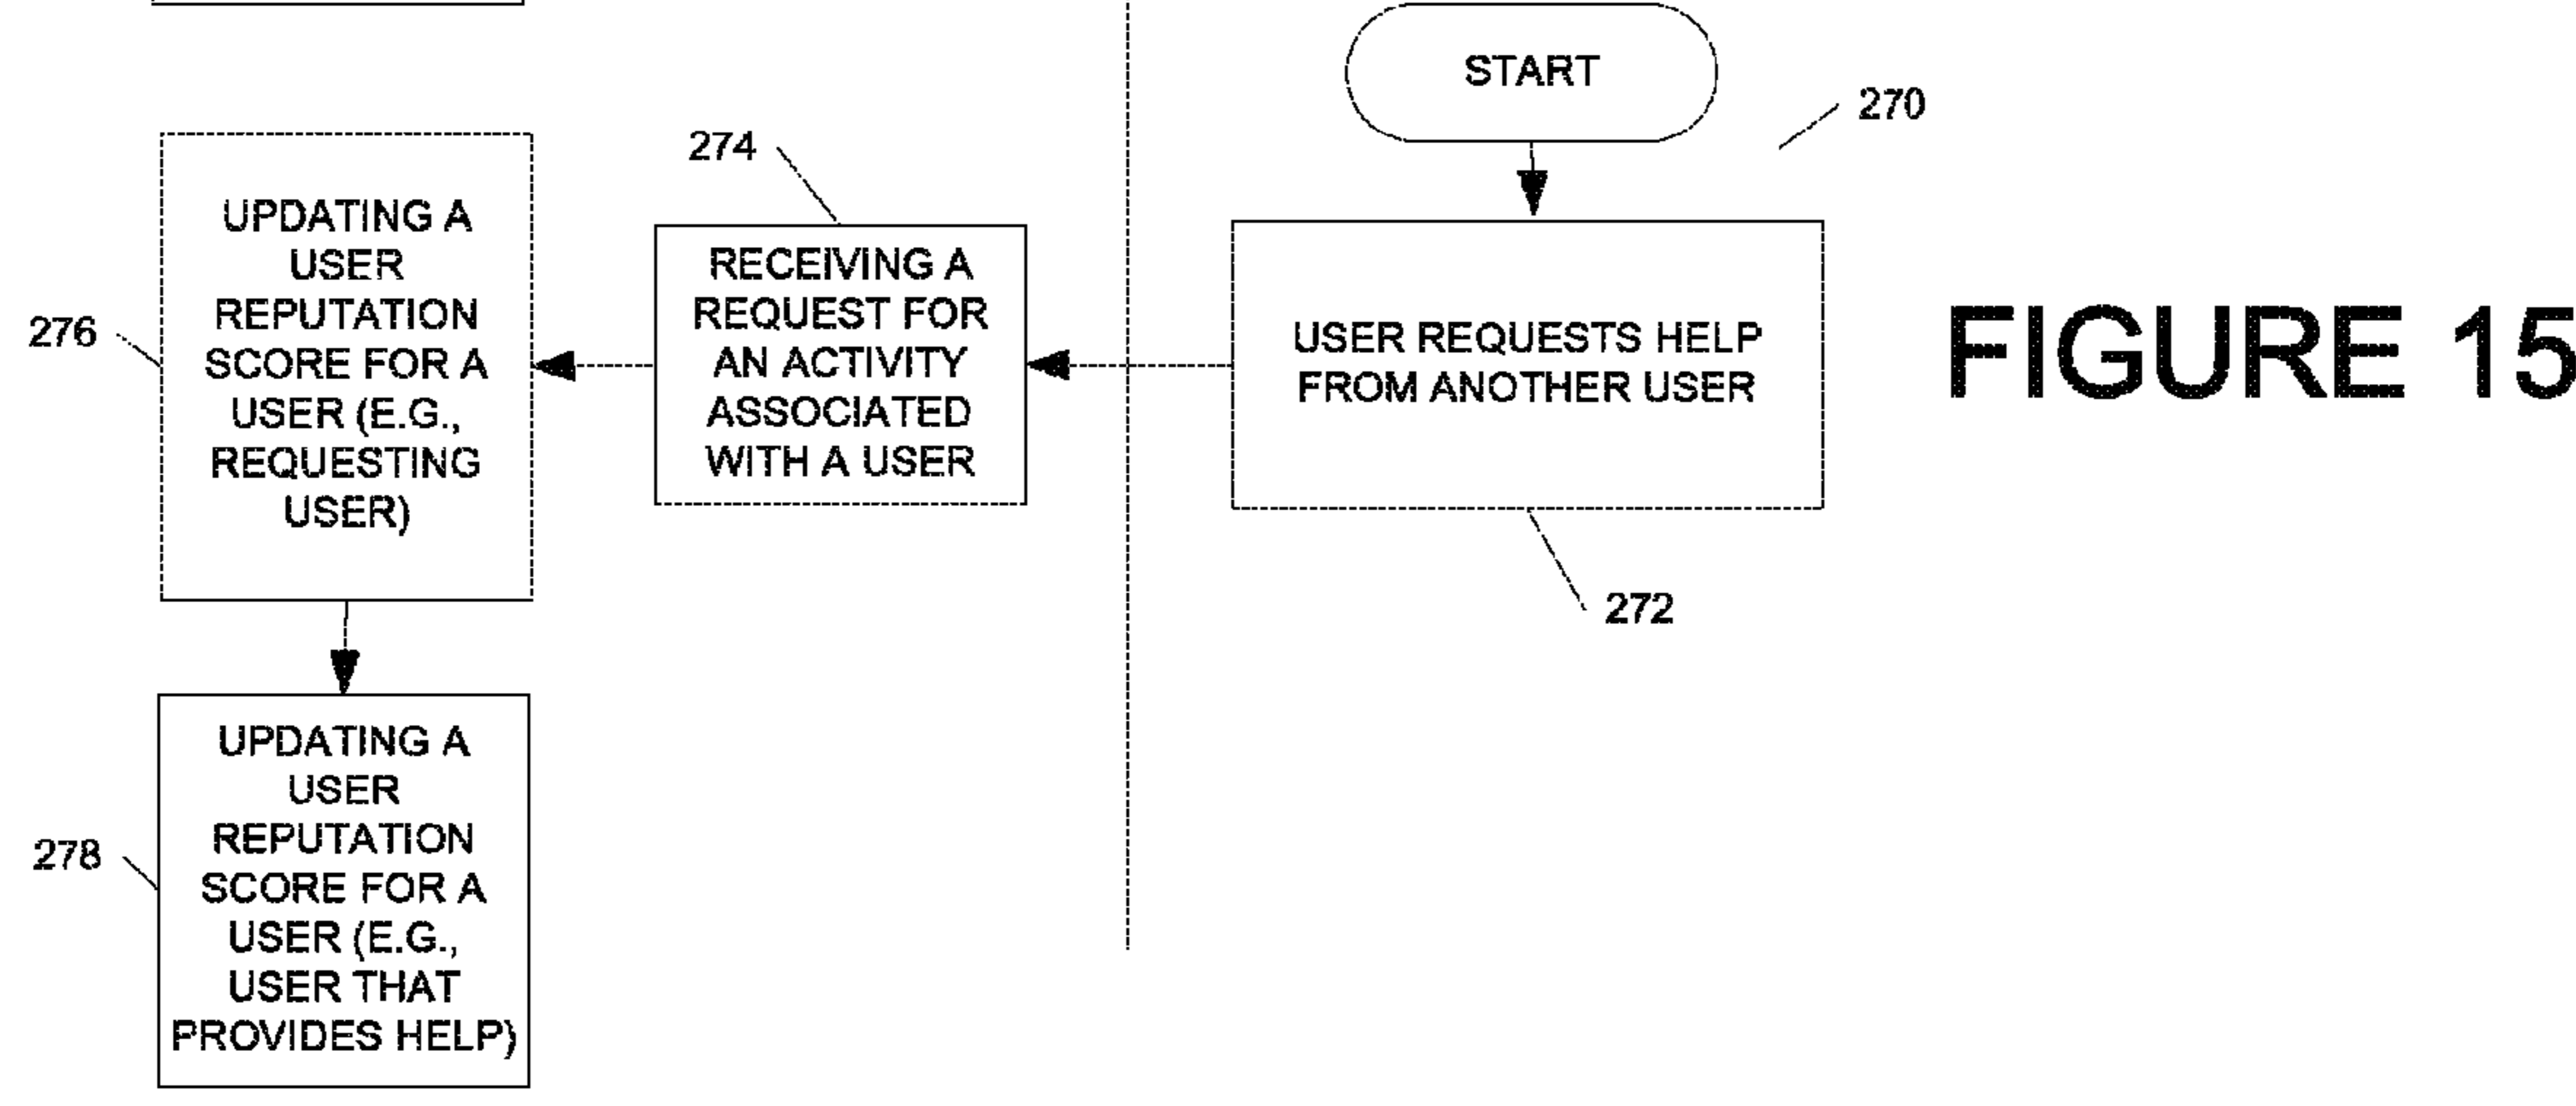 START
270
274
UPDATING A
USER
REPUTATION
SCORE FOR A
USER (E.G.,
REQUESTING
USER)
276
RECEIVING A
REQUEST FOR
AN ACTIVITY
ASSOCIATED
WITH A USER
USER REQUESTS HELP
FROM ANOTHER USER
FIGURE 15
272
UPDATING A
USER
REPUTATION
SCORE FOR A
USER (E.G.,
USER THAT
PROVIDES HELP)
278